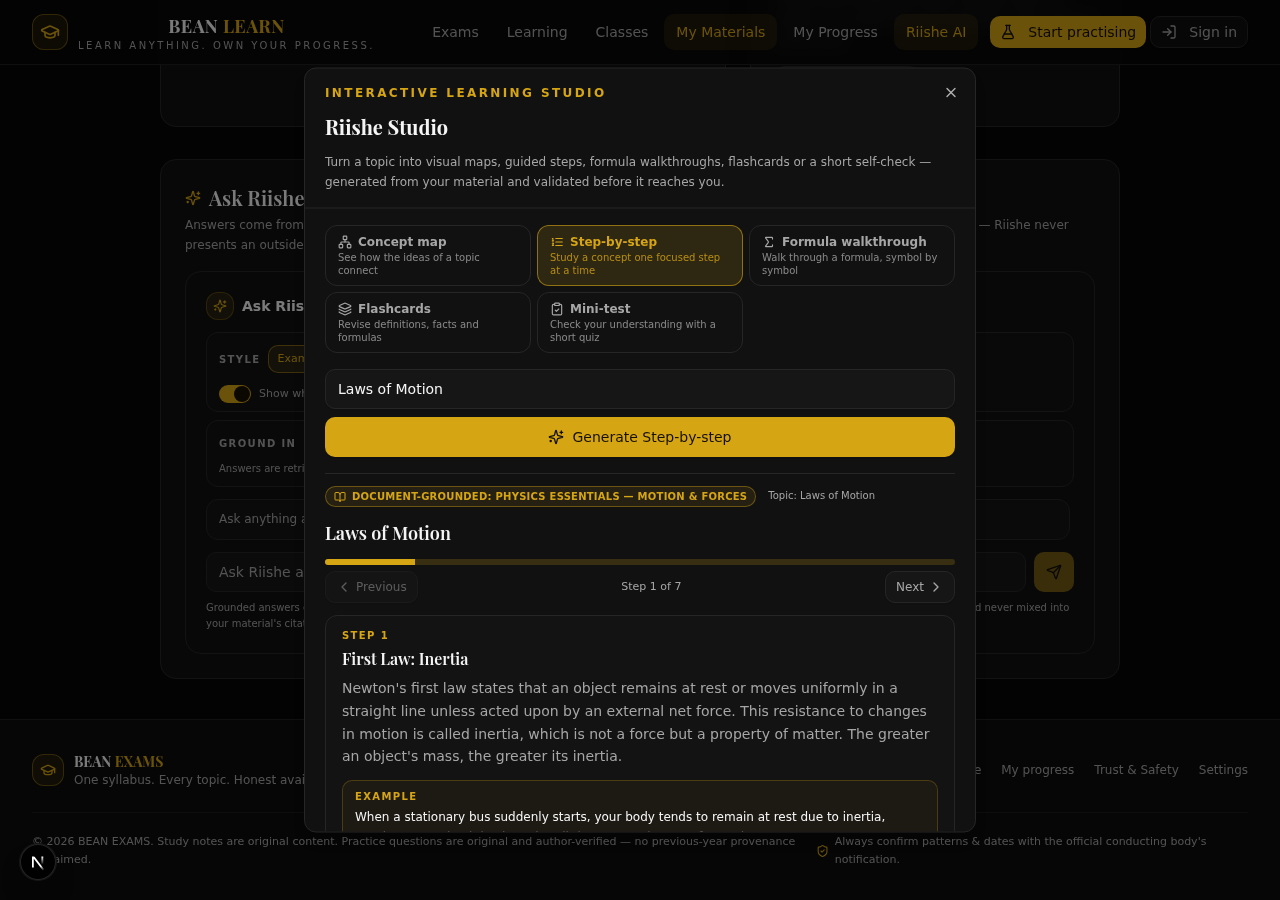 BEAN LEARN
LEARN ANYTHING. OWN YOUR PROGRESS.
Exams
Learning
Classes
My Materials
My Progress
Riishe AI
Start practising
Sign in
INTERACTIVE LEARNING STUDIO
Riishe Studio
Turn a topic into visual maps, guided steps, formula walkthroughs, flashcards or a short self-check —
generated from your material and validated before it reaches you.
Ask Riishe
Answers come from
— Riishe never
presents an outside
Concept map
See how the ideas of a topic
connect
Step-by-step
Study a concept one focused step
at a time
Formula walkthrough
Walk through a formula, symbol by
symbol
Flashcards
Revise definitions, facts and
formulas
Mini-test
Check your understanding with a
short quiz
STYLE
Show
GROUND IN
Answers are
Ask anything
Ask Riishe
Grounded answers
d never mixed into
your material's
Laws of Motion
Generate Step-by-step
DOCUMENT-GROUNDED: PHYSICS ESSENTIALS — MOTION & FORCES
Topic: Laws of Motion
Laws of Motion
Previous
Step 1 of 7
Next
STEP 1
First Law: Inertia
Newton's first law states that an object remains at rest or moves uniformly in a
straight line unless acted upon by an external net force. This resistance to changes
in motion is called inertia, which is not a force but a property of matter. The greater
an object's mass, the greater its inertia.
EXAMPLE
When a stationary bus suddenly starts, your body tends to remain at rest due to inertia,
BEAN EXAMS
One syllabus. Every topic. Honest
My progress
Trust & Safety
Settings
© 2026 BEAN EXAMS. Study notes are original content. Practice questions are original and author-verified — no previous-year provenance
aimed.
Always confirm patterns & dates with the official conducting body's
notification.